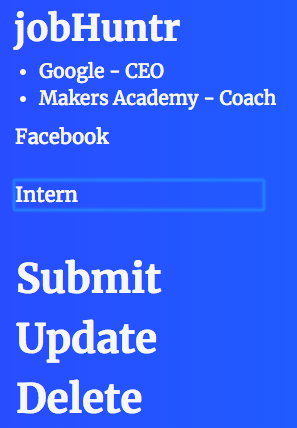 jobHuntr
• Google - CEO
• Makers Academy - Coach
Facebook
Intern
Submit
Update
Delete